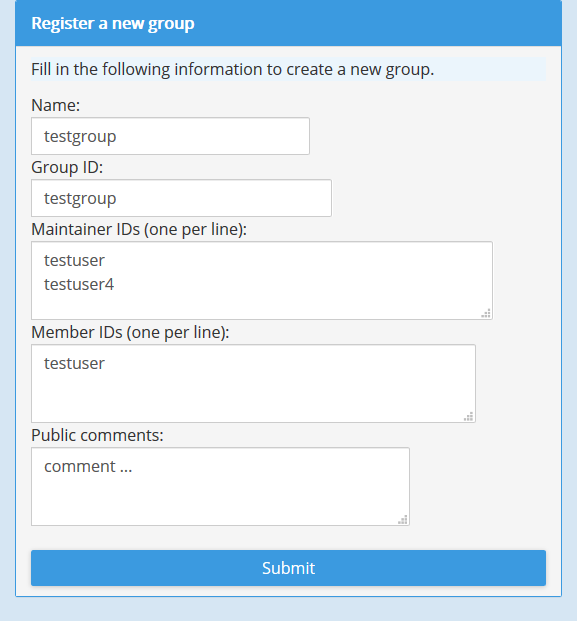 Register a new group
Fill in the following information to create a new group.
Name:
testgroup
Group ID:
testgroup
Maintainer IDs (one per line):
testuser
testuser4
Member IDs (one per line):
testuser
Public comments:
comment ...
Submit